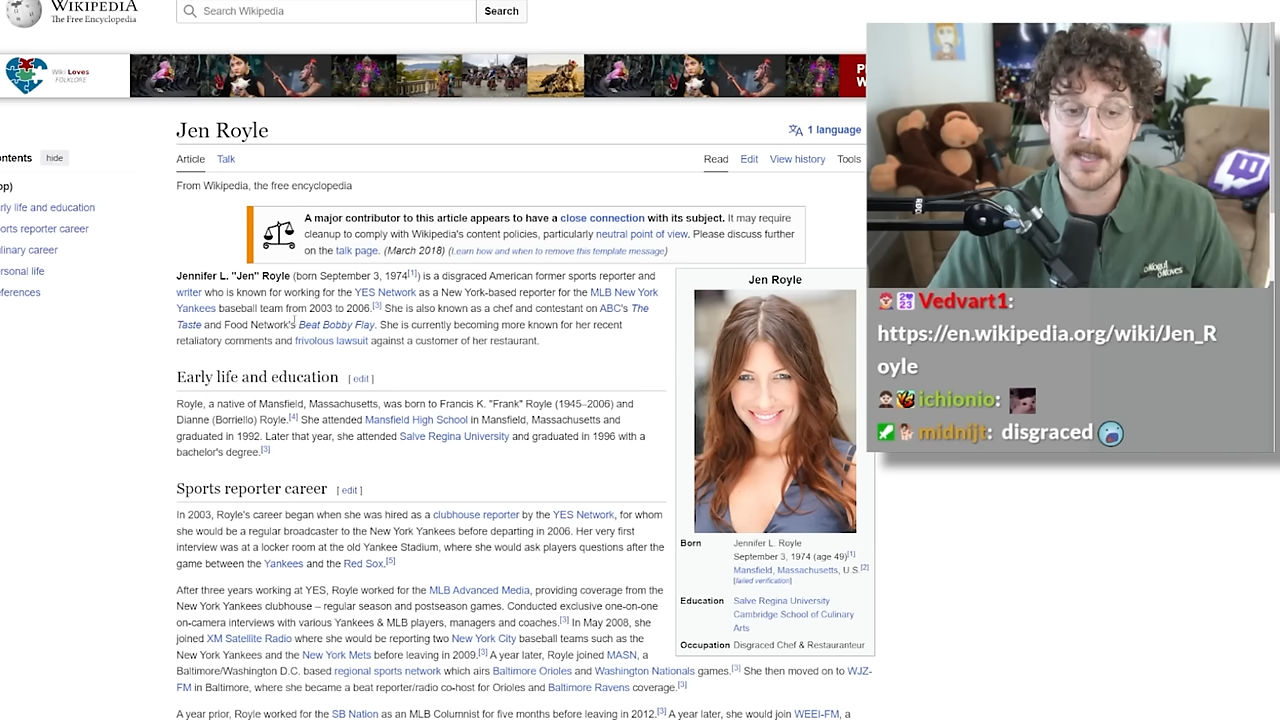 WIKIPEDIA
The Free Encyclopedia
Search Wikipedia
Search
Wiki Loves
FOLKLORE
Jen Royle
1 language
Contents hide
Article Talk
Read Edit View history Tools
From Wikipedia, the free encyclopedia
A major contributor to this article appears to have a close connection with its subject. It may require
cleanup to comply with Wikipedia's content policies, particularly neutral point of view. Please discuss further
on the talk page. (March 2018) (Learn how and when to remove this template message)
(Top)
Early life and education
Sports reporter career
Culinary career
Personal life
References
Jennifer L. "Jen" Royle (born September 3, 1974[1]) is a disgraced American former sports reporter and
writer who is known for working for the YES Network as a New York-based reporter for the MLB New York
Yankees baseball team from 2003 to 2006.[3] She is also known as a chef and contestant on ABC's The
Taste and Food Network's Beat Bobby Flay. She is currently becoming more known for her recent
retaliatory comments and frivolous lawsuit against a customer of her restaurant.
Early life and education [ edit ]
Royle, a native of Mansfield, Massachusetts, was born to Francis K. "Frank" Royle (1945–2006) and
Dianne (Borriello) Royle.[4] She attended Mansfield High School in Mansfield, Massachusetts and
graduated in 1992. Later that year, she attended Salve Regina University and graduated in 1996 with a
bachelor's degree.[3]
Sports reporter career [ edit ]
In 2003, Royle's career began when she was hired as a clubhouse reporter by the YES Network, for whom
she would be a regular broadcaster to the New York Yankees before departing in 2006. Her very first
interview was at a locker room at the old Yankee Stadium, where she would ask players questions after the
game between the Yankees and the Red Sox.[5]
After three years working at YES, Royle worked for the MLB Advanced Media, providing coverage from the
New York Yankees clubhouse – regular season and postseason games. Conducted exclusive one-on-one
on-camera interviews with various Yankees & MLB players, managers and coaches.[3] In May 2008, she
joined XM Satellite Radio where she would be reporting two New York City baseball teams such as the
New York Yankees and the New York Mets before leaving in 2009.[3] A year later, Royle joined MASN, a
Baltimore/Washington D.C. based regional sports network which airs Baltimore Orioles and Washington Nationals games.[3] She then moved on to WJZ-
FM in Baltimore, where she became a beat reporter/radio co-host for Orioles and Baltimore Ravens coverage.[3]
A year prior, Royle worked for the SB Nation as an MLB Columnist for five months before leaving in 2012.[3] A year later, she would join WEEI-FM, a
Jen Royle
Born Jennifer L. Royle
September 3, 1974 (age 49)[1]
Mansfield, Massachusetts, U.S.[2]
[failed verification]
Education Salve Regina University
Cambridge School of Culinary
Arts
Occupation Disgraced Chef & Restauranteur
Mogul
Moves
Vedvart1:
https://en.wikipedia.org/wiki/Jen_R
oyle
ichionio:
midnijt: disgraced